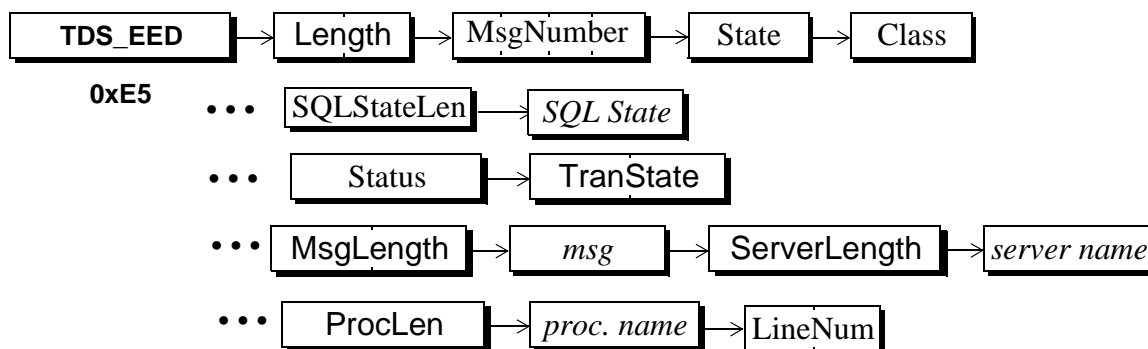 TDS_EED Length MsgNumber State Class
0xE5
••• SQLStateLen SQL State
••• Status TranState
••• MsgLength msg ServerLength server name
••• ProcLen proc. name LineNum